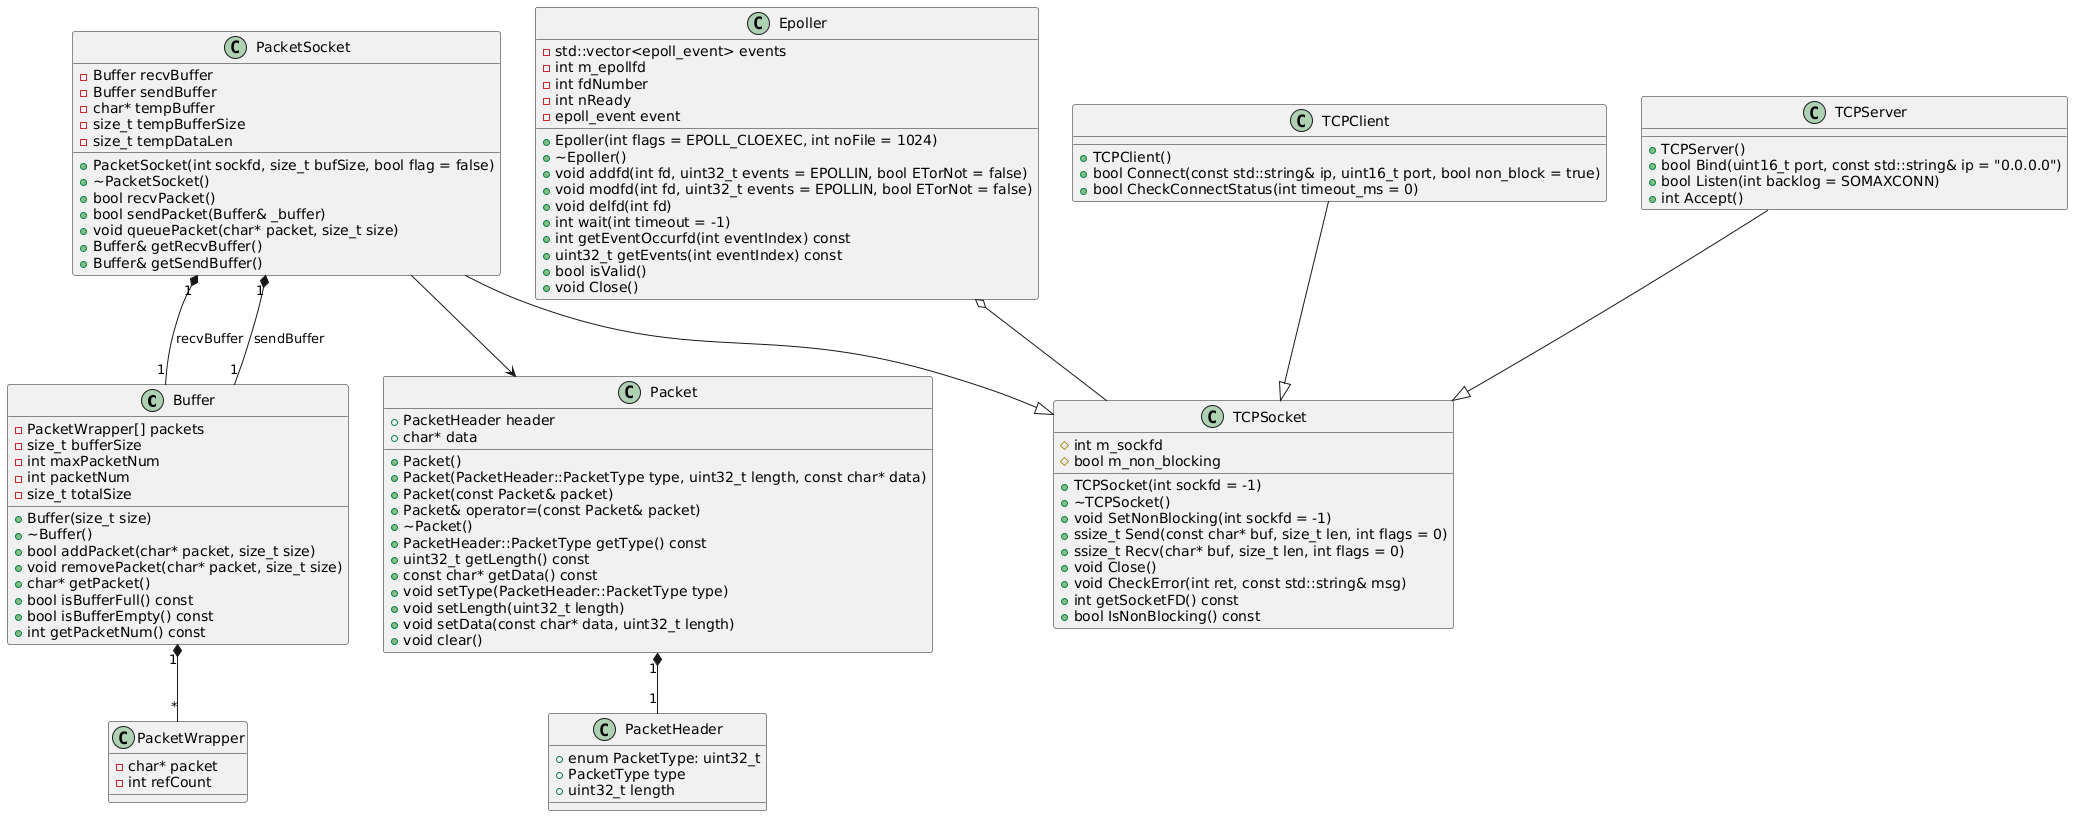 PacketSocket
Buffer recvBuffer
Buffer sendBuffer
char* tempBuffer
size_t tempBufferSize
size_t tempDataLen
PacketSocket(int sockfd, size_t bufSize, bool flag = false)
~PacketSocket()
bool recvPacket()
bool sendPacket(Buffer& _buffer)
void queuePacket(char* packet, size_t size)
Buffer& getRecvBuffer()
Buffer& getSendBuffer()
Epoller
std::vector<epoll_event> events
int m_epollfd
int fdNumber
int nReady
epoll_event event
Epoller(int flags = EPOLL_CLOEXEC, int noFile = 1024)
~Epoller()
void addfd(int fd, uint32_t events = EPOLLIN, bool ETorNot = false)
void modfd(int fd, uint32_t events = EPOLLIN, bool ETorNot = false)
void delfd(int fd)
int wait(int timeout = -1)
int getEventOccurfd(int eventIndex) const
uint32_t getEvents(int eventIndex) const
bool isValid()
void Close()
TCPClient
TCPClient()
bool Connect(const std::string& ip, uint16_t port, bool non_block = true)
bool CheckConnectStatus(int timeout_ms = 0)
TCPServer
TCPServer()
bool Bind(uint16_t port, const std::string& ip = "0.0.0.0")
bool Listen(int backlog = SOMAXCONN)
int Accept()
1
1
recvBuffer
sendBuffer
1
1
Buffer
PacketWrapper[] packets
size_t bufferSize
int maxPacketNum
int packetNum
size_t totalSize
Buffer(size_t size)
~Buffer()
bool addPacket(char* packet, size_t size)
void removePacket(char* packet, size_t size)
char* getPacket()
bool isBufferFull() const
bool isBufferEmpty() const
int getPacketNum() const
Packet
PacketHeader header
char* data
Packet()
Packet(PacketHeader::PacketType type, uint32_t length, const char* data)
Packet(const Packet& packet)
Packet& operator=(const Packet& packet)
~Packet()
PacketHeader::PacketType getType() const
uint32_t getLength() const
const char* getData() const
void setType(PacketHeader::PacketType type)
void setLength(uint32_t length)
void setData(const char* data, uint32_t length)
void clear()
TCPSocket
int m_sockfd
bool m_non_blocking
TCPSocket(int sockfd = -1)
~TCPSocket()
void SetNonBlocking(int sockfd = -1)
ssize_t Send(const char* buf, size_t len, int flags = 0)
ssize_t Recv(char* buf, size_t len, int flags = 0)
void Close()
void CheckError(int ret, const std::string& msg)
int getSocketFD() const
bool IsNonBlocking() const
1
*
1
1
PacketWrapper
char* packet
int refCount
PacketHeader
enum PacketType: uint32_t
PacketType type
uint32_t length